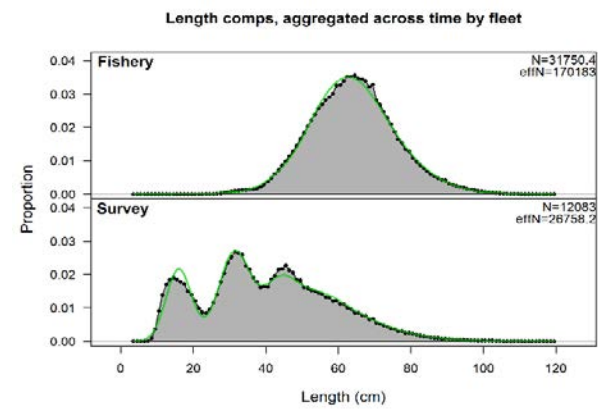 Length comps, aggregated across time by fleet
Fishery
N=31750.4
effN=170183
0.04
0.03
0.02
0.01
0.00
Survey
N=12083
effN=26758.2
0.04
0.03
0.02
0.01
0.00
Proportion
0 20 40 60 80 100 120
Length (cm)